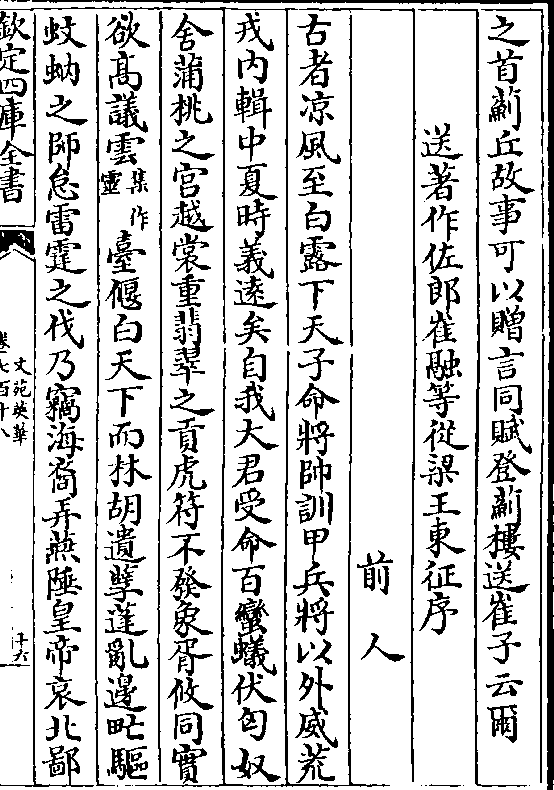 之首薊丘故事可以贈言同賦登薊樓送崔子云爾
送著作佐郎崔融等從梁王東征序
前人
古者凉風至白露下天子命將帥訓甲兵將以外威荒
戎内輯中夏時義逺矣自我大君受命百蠻蟻伏匈奴
舍蒲桃之宫越裳重翡翠之貢虎符不發象胥攸同實
欲髙議雲集作靈臺偃白天下而林胡遺孽蓬亂邊甿驅
蚊蚋之師怠雷霆之伐乃竊海裔弄燕陲皇帝哀北鄙
欽定四庫全書
文苑英華
卷七百十八
十六